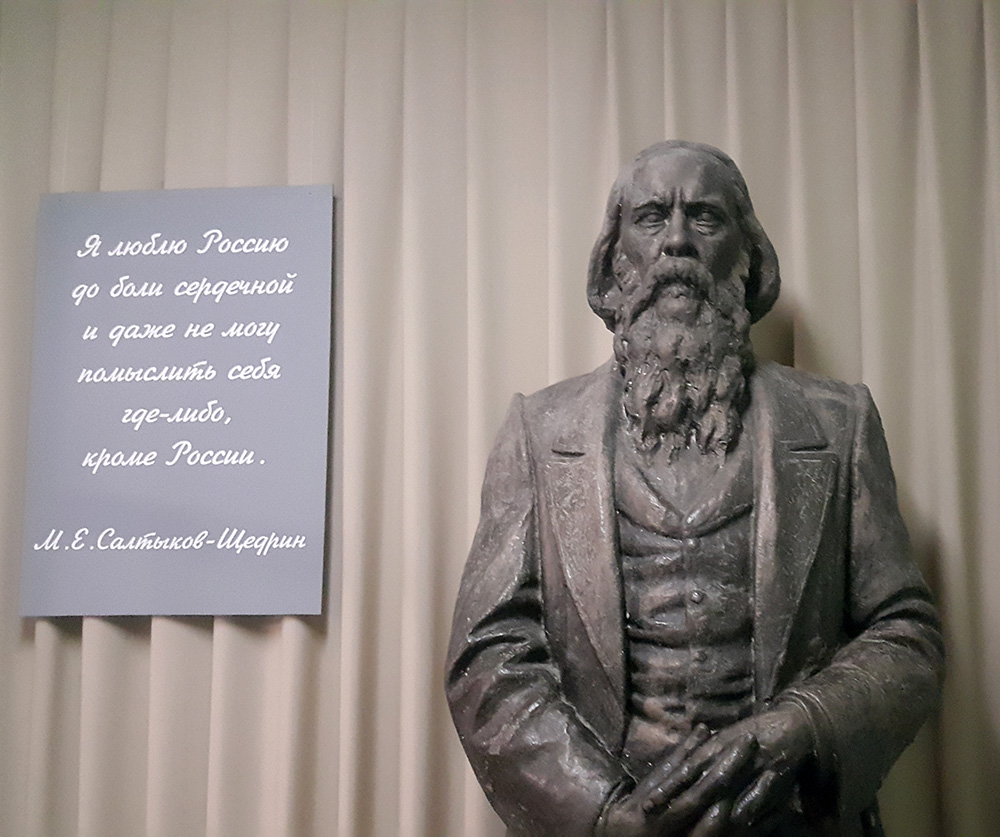 Я люблю Россию
до боли сердечной
и даже не могу
помыслить себя
где-либо,
кроме России.
М.Е.Салтыков-Щедрин